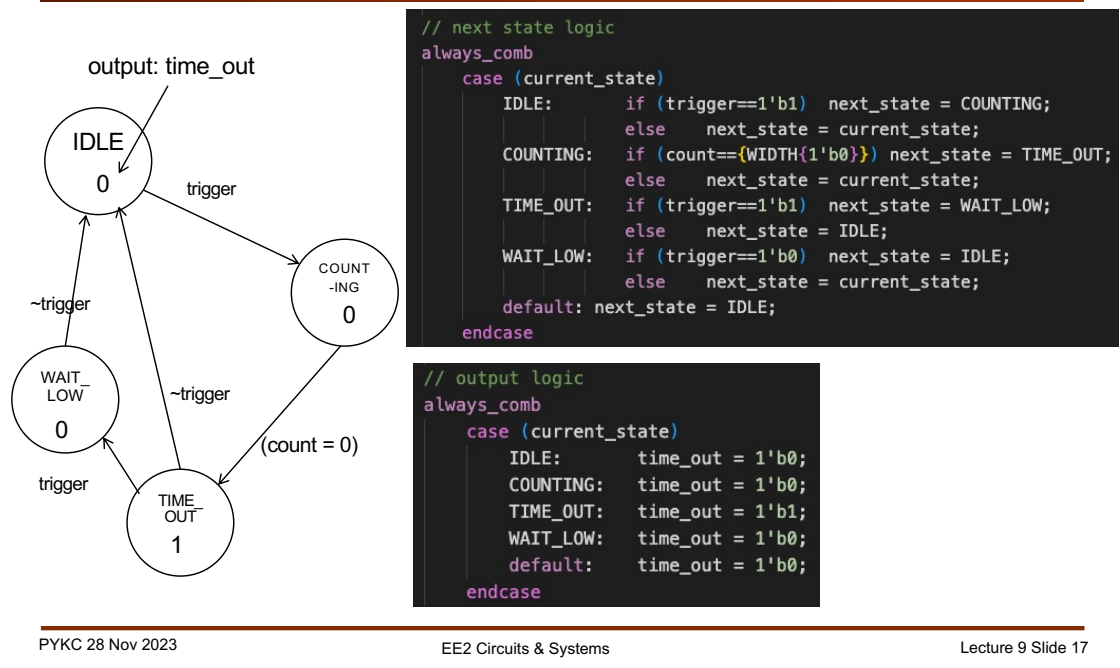 output: time_out
IDLE
0
trigger
COUNT
-ING
0
~trigger
WAIT_
LOW
0
~trigger
(count = 0)
trigger
TIME_
OUT
1
// next state logic
always_comb
    case (current_state)
        IDLE:       if (trigger==1'b1)  next_state = COUNTING;
                    else    next_state = current_state;
        COUNTING:   if (count=={WIDTH{1'b0}}) next_state = TIME_OUT;
                    else    next_state = current_state;
        TIME_OUT:   if (trigger==1'b1)  next_state = WAIT_LOW;
                    else    next_state = IDLE;
        WAIT_LOW:   if (trigger==1'b0)  next_state = IDLE;
                    else    next_state = current_state;
        default: next_state = IDLE;
    endcase
// output logic
always_comb
    case (current_state)
        IDLE:       time_out = 1'b0;
        COUNTING:   time_out = 1'b0;
        TIME_OUT:   time_out = 1'b1;
        WAIT_LOW:   time_out = 1'b0;
        default:    time_out = 1'b0;
    endcase
PYKC 28 Nov 2023
EE2 Circuits & Systems
Lecture 9 Slide 17